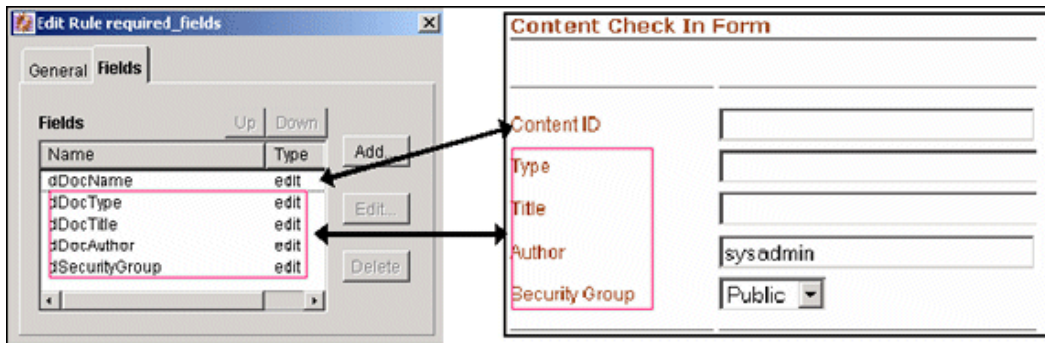 Edit Rule required_fields
General Fields
Fields Up Down
Name Type
dDocName edit
dDocType edit
dDocTitle edit
dDocAuthor edit
dSecurityGroup edit
Add...
Edit...
Delete
Content Check In Form
Content ID
Type
Title
Author sysadmin
Security Group Public